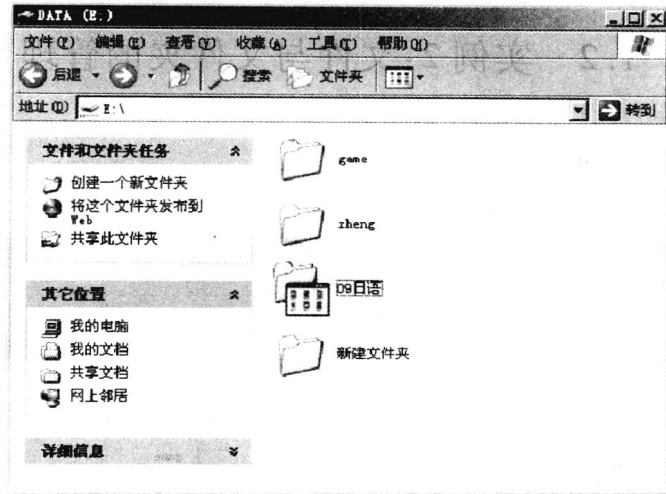 DATA (E:)
文件(F) 编辑(E) 查看(V) 收藏(A) 工具(T) 帮助(H)
后退 搜索 文件夹
地址(D) E:\ 转到
文件和文件夹任务
创建一个新文件夹
将这个文件夹发布到
Web
共享此文件夹
其它位置
我的电脑
我的文档
共享文档
网上邻居
详细信息
game
zheng
09日语
新建文件夹